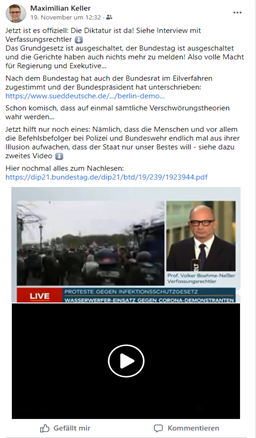 Maximilian Keller
19. November um 12:32 ·
Jetzt ist es offiziell: Die Diktatur ist da! Siehe Interview mit
Verfassungsrechtler ⬇️
Das Grundgesetz ist ausgeschaltet, der Bundestag ist ausgeschaltet
und die Gerichte haben auch nichts mehr zu melden! Also volle Macht
für Regierung und Exekutive...
Nach dem Bundestag hat auch der Bundesrat im Eilverfahren
zugestimmt und der Bundespräsident hat unterschrieben:
https://www.sueddeutsche.de/.../berlin-demo...
Schon komisch, dass auf einmal sämtliche Verschwörungstheorien
wahr werden...
Jetzt hilft nur noch eines: Nämlich, dass die Menschen und vor allem
die Befehlsbefolger bei Polizei und Bundeswehr endlich mal aus ihrer
Illusion aufwachen, dass der Staat nur unser Bestes will - siehe dazu
zweites Video ⬇️
Hier nochmal alles zum Nachlesen:
https://dip21.bundestag.de/dip21/btd/19/239/1923944.pdf
Prof. Volker Boehme-Neßler
Verfassungsrechtler
LIVE
PROTESTE GEGEN INFEKTIONSSCHUTZGESETZ
WASSERWERFER-EINSATZ GEGEN CORONA-DEMONSTRANTEN
Gefällt mir
Kommentieren